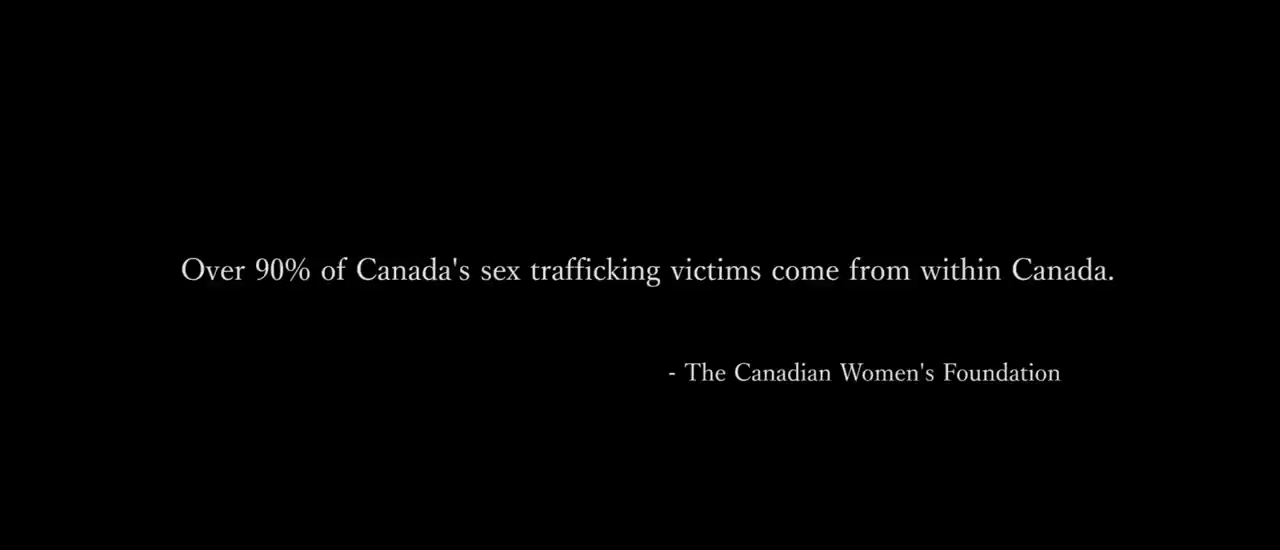 Over 90% of Canada's sex trafficking victims come from within Canada.
- The Canadian Women's Foundation